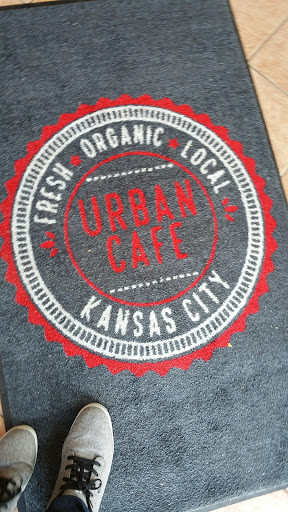 FRESH ORGANIC LOCAL
URBAN
CAFE
KANSAS CITY